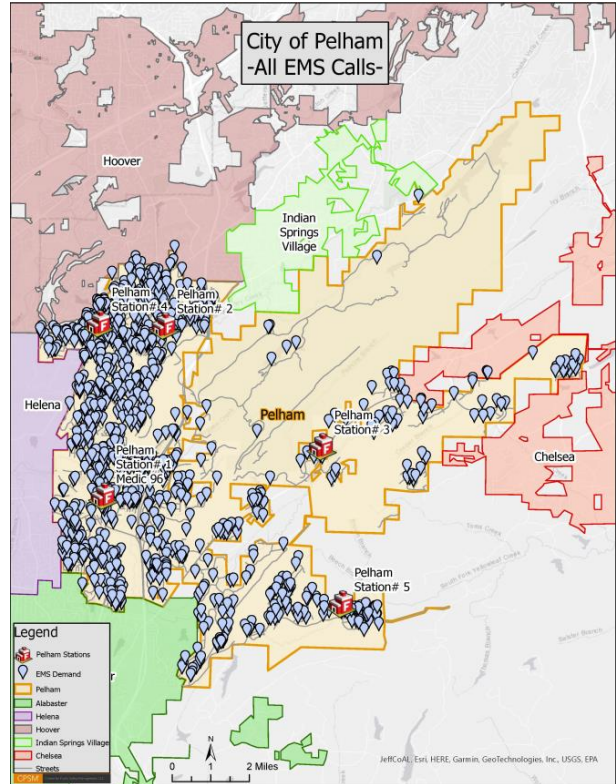 City of Pelham
-All EMS Calls-
Hoover
Indian
Springs
Village
Pelham
Station# 4
Pelham
Station# 2
Helena
Pelham
Pelham
Station# 3
Pelham
Station# 1
Medic 96
Chelsea
Pelham
Station# 5
Legend
Pelham Stations
EMS Demand
Pelham
Alabaster
Helena
Hoover
Indian Springs Village
Chelsea
Streets
CPSM
N
0 1 2 Miles
JeffCoAL, Esri, HERE, Garmin, GeoTechnologies, Inc., USGS, EPA